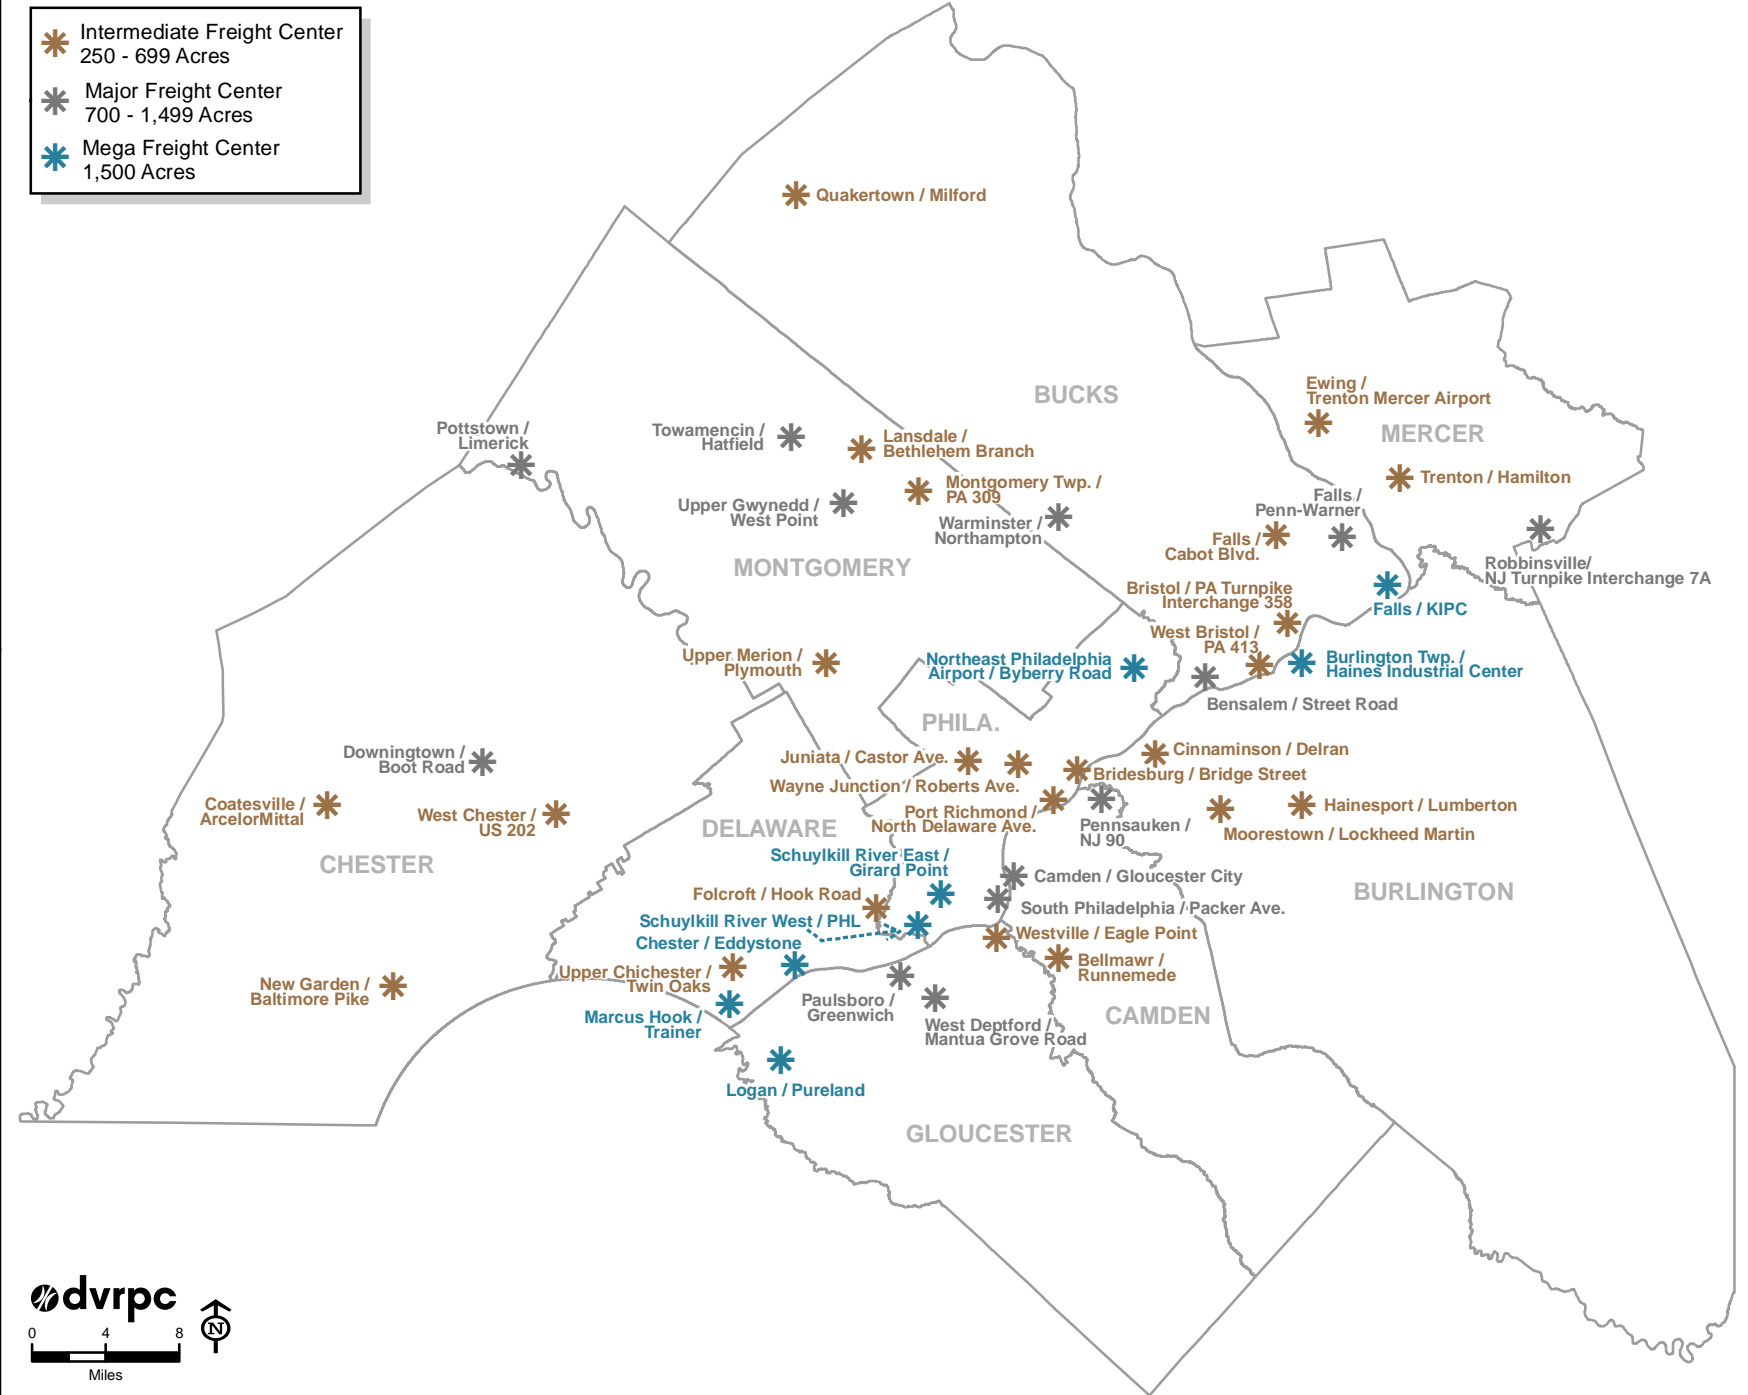 Intermediate Freight Center
250 - 699 Acres
Major Freight Center
700 - 1,499 Acres
Mega Freight Center
1,500 Acres
Quakertown / Milford
Ewing /
Trenton Mercer Airport
BUCKS
MERCER
Pottstown /
Limerick
Towamencin /
Hatfield
Lansdale /
Bethlehem Branch
Trenton / Hamilton
Montgomery Twp. /
PA 309
Upper Gwynedd /
West Point
Warminster /
Northampton
Falls /
Penn-Warner
Falls /
Cabot Blvd.
Robbinsville/
NJ Turnpike Interchange 7A
MONTGOMERY
Bristol / PA Turnpike
Interchange 358
Falls / KIPC
West Bristol /
PA 413
Upper Merion /
Plymouth
Northeast Philadelphia
Airport / Byberry Road
Burlington Twp. /
Haines Industrial Center
Bensalem / Street Road
PHILA.
Downingtown /
Boot Road
Juniata / Castor Ave.
Cinnaminson / Delran
Wayne Junction / Roberts Ave.
Bridesburg / Bridge Street
Coatesville /
ArcelorMittal
West Chester /
US 202
Port Richmond /
North Delaware Ave.
Pennsauken /
NJ 90
Hainesport / Lumberton
Moorestown / Lockheed Martin
DELAWARE
CHESTER
Schuylkill River East /
Girard Point
Camden / Gloucester City
BURLINGTON
Folcroft / Hook Road
South Philadelphia / Packer Ave.
Schuylkill River West / PHL
Westville / Eagle Point
Chester / Eddystone
Bellmawr /
Runnemede
Upper Chichester /
Twin Oaks
New Garden /
Baltimore Pike
Paulsboro /
Greenwich
Marcus Hook /
Trainer
West Deptford /
Mantua Grove Road
CAMDEN
Logan / Pureland
GLOUCESTER
dvrpc
N
0 4 8
Miles